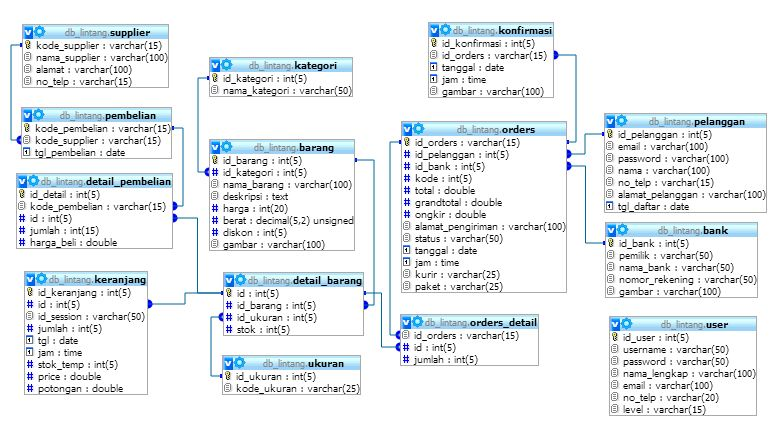 db_lintang.supplier
kode_supplier : varchar(15)
nama_supplier : varchar(100)
alamat : varchar(100)
no_telp : varchar(15)
db_lintang.pembelian
kode_pembelian : varchar(15)
kode_supplier : varchar(15)
tgl_pembelian : date
db_lintang.detail_pembelian
id_detail : int(5)
kode_pembelian : varchar(15)
id : int(5)
jumlah : int(15)
harga_beli : double
db_lintang.keranjang
id_keranjang : int(5)
id : int(5)
id_session : varchar(50)
jumlah : int(5)
tgl : date
jam : time
stok_temp : int(5)
price : double
potongan : double
db_lintang.kategori
id_kategori : int(5)
nama_kategori : varchar(50)
db_lintang.barang
id_barang : int(5)
id_kategori : int(5)
nama_barang : varchar(100)
deskripsi : text
harga : int(20)
berat : decimal(5,2) unsigned
diskon : int(5)
gambar : varchar(100)
db_lintang.detail_barang
id : int(5)
id_barang : int(5)
id_ukuran : int(5)
stok : int(5)
db_lintang.ukuran
id_ukuran : int(5)
kode_ukuran : varchar(25)
db_lintang.konfirmasi
id_konfirmasi : int(5)
id_orders : varchar(15)
tanggal : date
jam : time
gambar : varchar(100)
db_lintang.orders
id_orders : varchar(15)
id_pelanggan : int(5)
id_bank : int(5)
kode : int(5)
total : double
grandtotal : double
ongkir : double
alamat_pengiriman : varchar(100)
status : varchar(50)
tanggal : date
jam : time
kurir : varchar(25)
paket : varchar(25)
db_lintang.orders_detail
id_orders : varchar(15)
id : int(5)
jumlah : int(5)
db_lintang.pelanggan
id_pelanggan : int(5)
email : varchar(100)
password : varchar(100)
nama : varchar(100)
no_telp : varchar(15)
alamat_pelanggan : varchar(100)
tgl_daftar : date
db_lintang.bank
id_bank : int(5)
pemilik : varchar(50)
nama_bank : varchar(50)
nomor_rekening : varchar(50)
gambar : varchar(100)
db_lintang.user
id_user : int(5)
username : varchar(50)
password : varchar(50)
nama_lengkap : varchar(100)
email : varchar(100)
no_telp : varchar(20)
level : varchar(15)